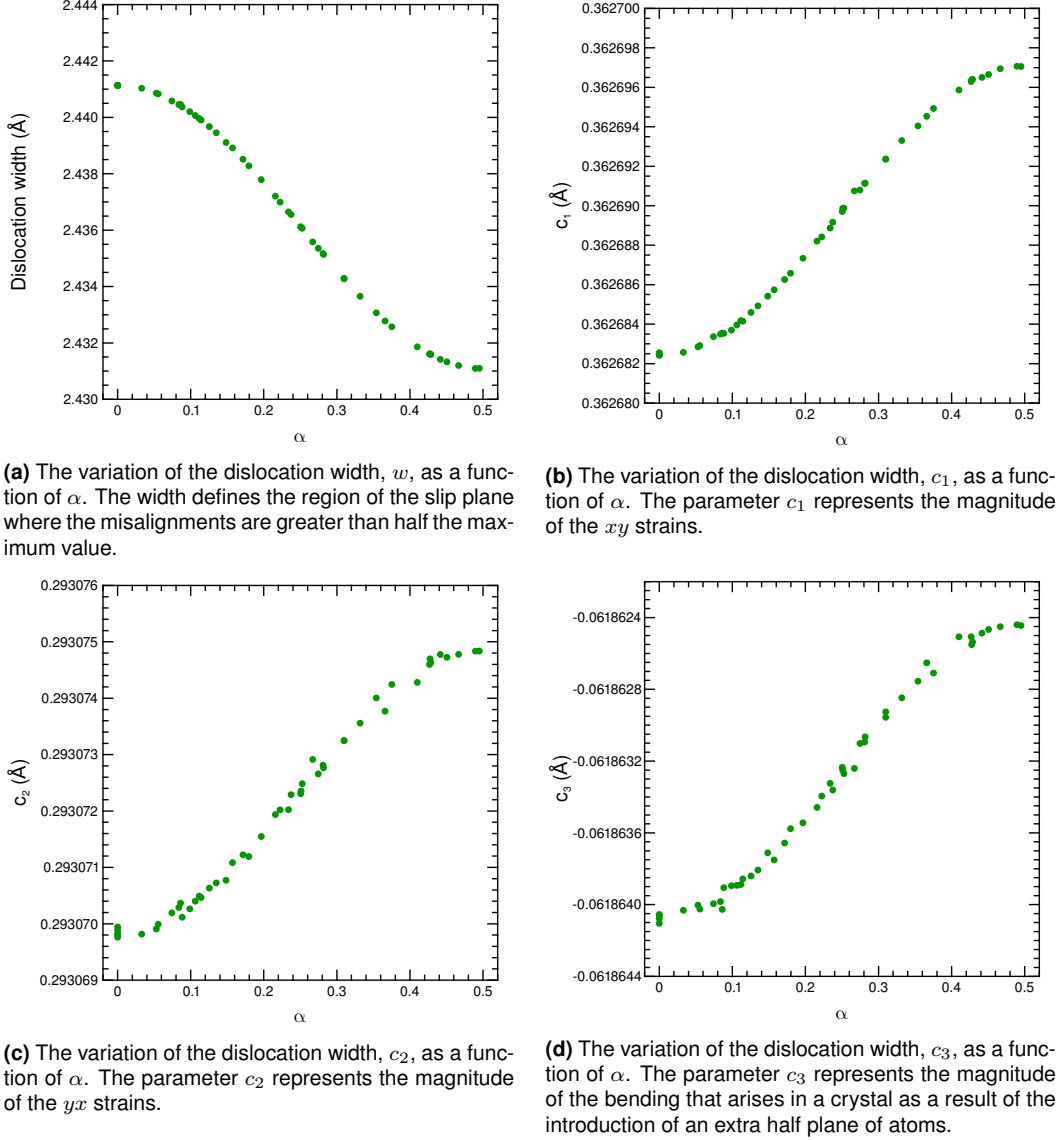 2.444
2.442
2.440
2.438
2.436
2.434
2.432
2.430
Dislocation width (Å)
0
0.1
0.2
0.3
0.4
0.5
α
(a) The variation of the dislocation width, w, as a func-
tion of α. The width defines the region of the slip plane
where the misalignments are greater than half the max-
imum value.
0.362700
0.362698
0.362696
0.362694
0.362692
0.362690
0.362688
0.362686
0.362684
0.362682
0.362680
c₁ (Å)
0
0.1
0.2
0.3
0.4
0.5
α
(b) The variation of the dislocation width, c₁, as a func-
tion of α. The parameter c₁ represents the magnitude
of the xy strains.
0.293076
0.293075
0.293074
0.293073
0.293072
0.293071
0.293070
0.293069
c₂ (Å)
0
0.1
0.2
0.3
0.4
0.5
α
(c) The variation of the dislocation width, c₂, as a func-
tion of α. The parameter c₂ represents the magnitude
of the yx strains.
-0.0618624
-0.0618628
-0.0618632
-0.0618636
-0.0618640
-0.0618644
c₃ (Å)
0
0.1
0.2
0.3
0.4
0.5
α
(d) The variation of the dislocation width, c₃, as a func-
tion of α. The parameter c₃ represents the magnitude
of the bending that arises in a crystal as a result of the
introduction of an extra half plane of atoms.